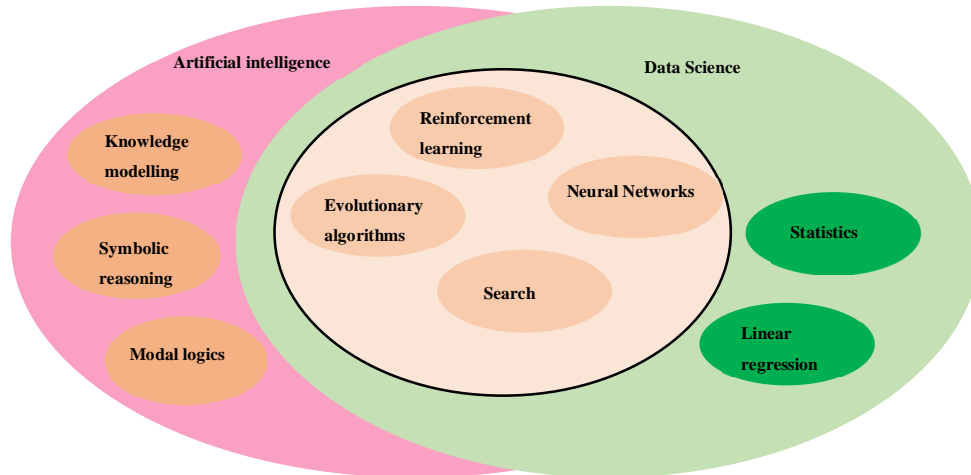 Artificial intelligence
Data Science
Reinforcement
learning
Knowledge
modelling
Neural Networks
Evolutionary
algorithms
Statistics
Symbolic
reasoning
Search
Linear
regression
Modal logics